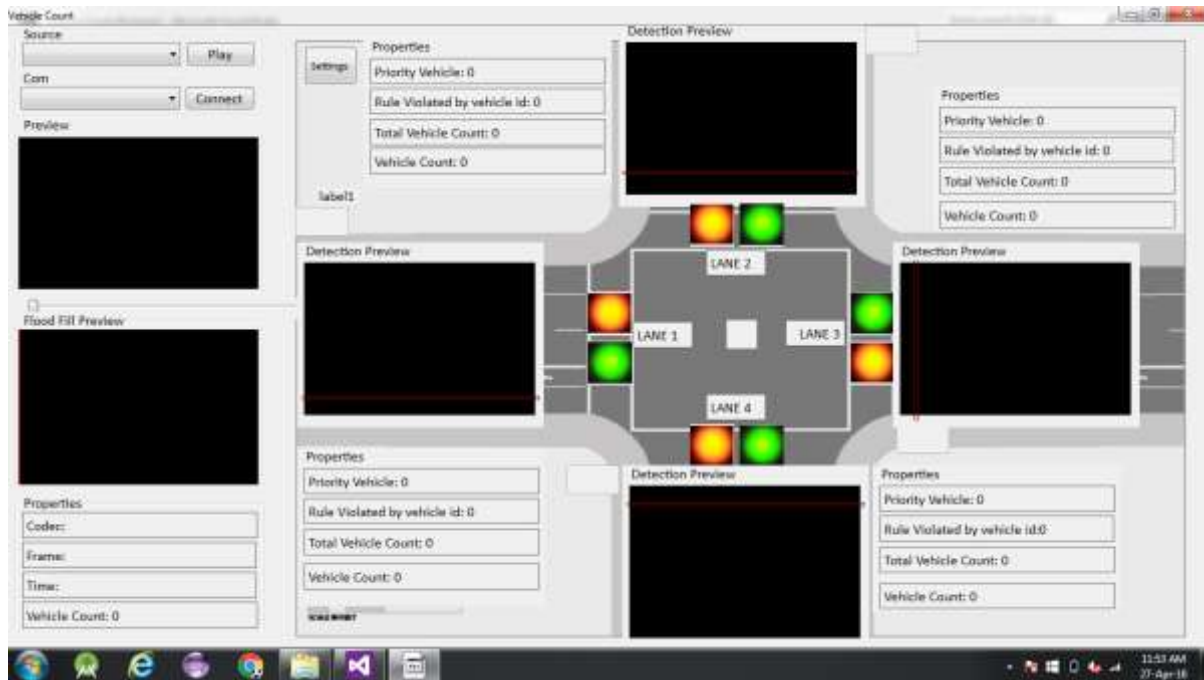 Vehicle Count
Source
Play
Com
Connect
Preview
Flood Fill Preview
Properties
Codec:
Frame:
Time:
Vehicle Count: 0
Settings
label1
Properties
Priority Vehicle: 0
Rule Violated by vehicle id: 0
Total Vehicle Count: 0
Vehicle Count: 0
Detection Preview
Properties
Priority Vehicle: 0
Rule Violated by vehicle id: 0
Total Vehicle Count: 0
Vehicle Count: 0
Detection Preview
LANE 2
Detection Preview
LANE 1
LANE 3
LANE 4
Properties
Priority Vehicle: 0
Rule Violated by vehicle id: 0
Total Vehicle Count: 0
Vehicle Count: 0
Detection Preview
Properties
Priority Vehicle: 0
Rule Violated by vehicle id:0
Total Vehicle Count: 0
Vehicle Count: 0
11:53 AM
27-Apr-18